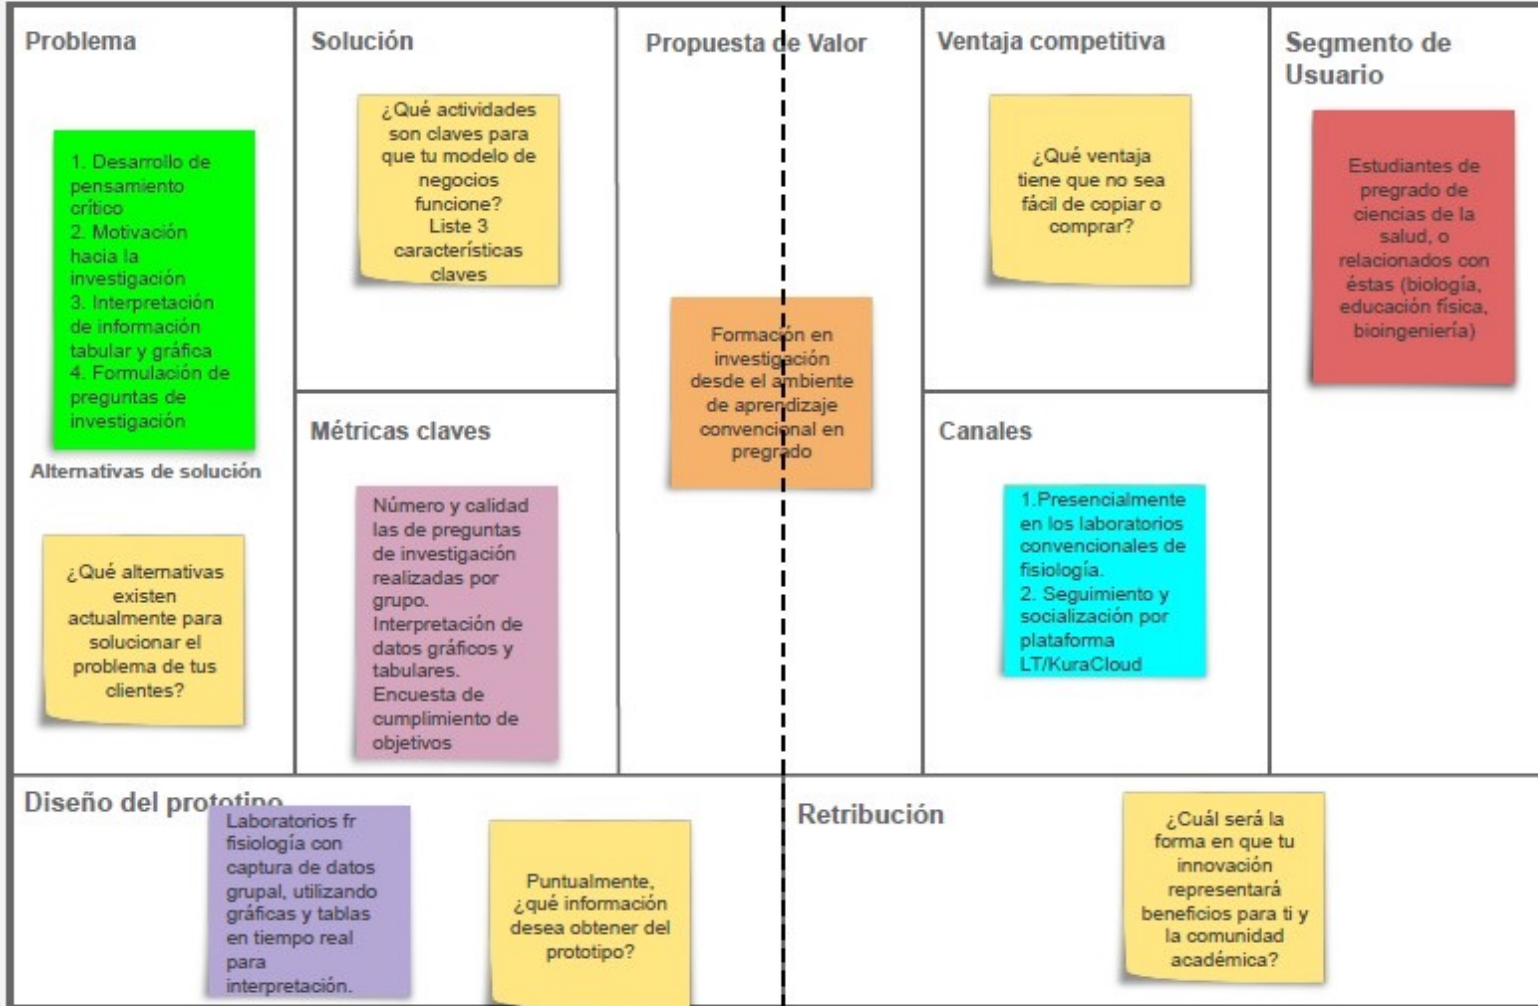 Problema
1. Desarrollo de
pensamiento
crítico
2. Motivación
hacia la
investigación
3. Interpretación
de información
tabular y gráfica
4. Formulación de
preguntas de
investigación
Alternativas de solución
¿Qué alternativas
existen
actualmente para
solucionar el
problema de tus
clientes?
Solución
¿Qué actividades
son claves para
que tu modelo de
negocios
funcione?
Liste 3
características
claves
Métricas claves
Número y calidad
las de preguntas
de investigación
realizadas por
grupo.
Interpretación de
datos gráficos y
tabulares.
Encuesta de
cumplimiento de
objetivos
Propuesta de Valor
Formación en
investigación
desde el ambiente
de aprendizaje
convencional en
pregrado
Ventaja competitiva
¿Qué ventaja
tiene que no sea
fácil de copiar o
comprar?
Canales
1.Presencialmente
en los laboratorios
convencionales de
fisiología.
2. Seguimiento y
socialización por
plataforma
LT/KuraCloud
Segmento de
Usuario
Estudiantes de
pregrado de
ciencias de la
salud, o
relacionados con
éstas (biología,
educación física,
bioingeniería)
Diseño del prototipo
Laboratorios fr
fisiología con
captura de datos
grupal, utilizando
gráficas y tablas
en tiempo real
para
interpretación.
Puntualmente,
¿qué información
desea obtener del
prototipo?
Retribución
¿Cuál será la
forma en que tu
innovación
representará
beneficios para ti y
la comunidad
académica?